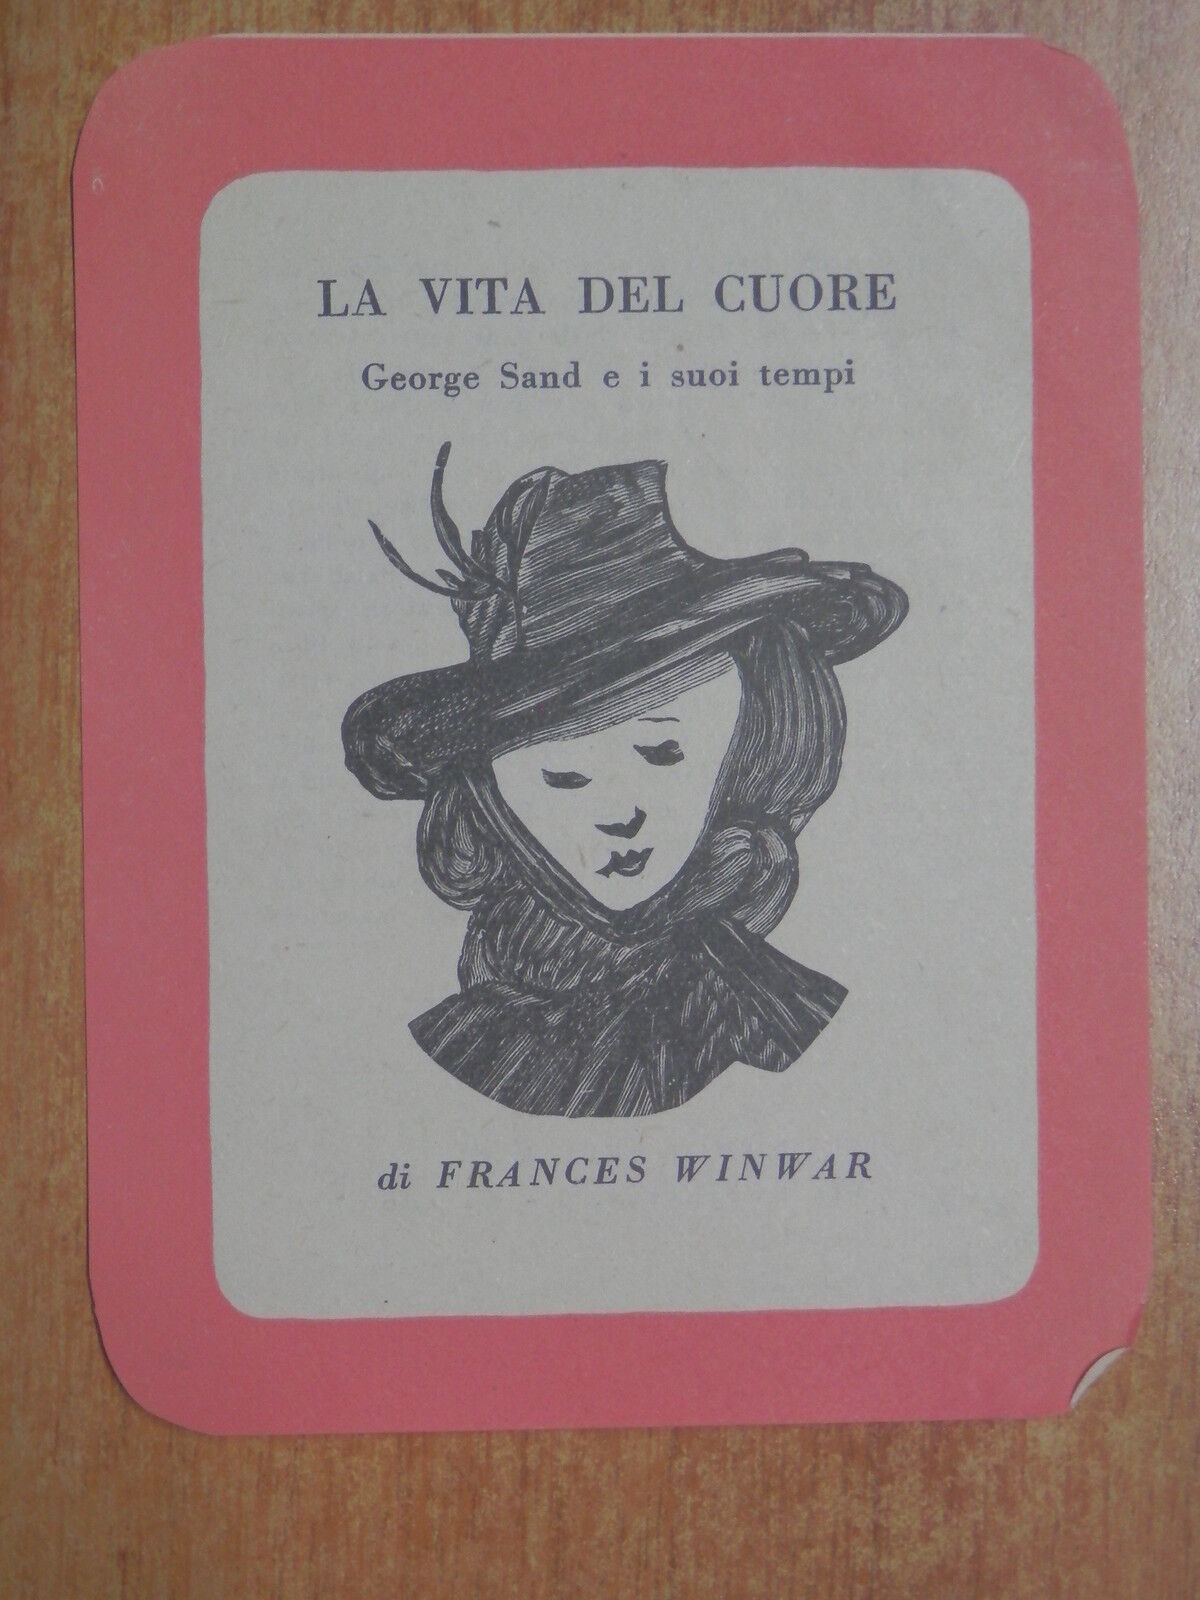 LA VITA DEL CUORE
George Sand e i suoi tempi
di FRANCES WINWAR